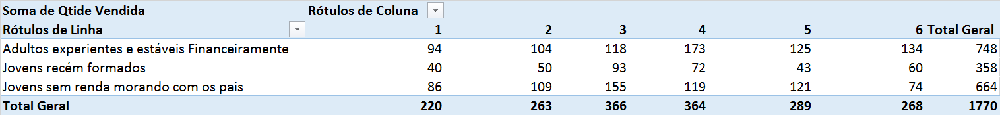 Soma de Qtide Vendida Rótulos de Coluna
Rótulos de Linha 1 2 3 4 5 6 Total Geral
Adultos experientes e estáveis Financeiramente 94 104 118 173 125 134 748
Jovens recém formados 40 50 93 72 43 60 358
Jovens sem renda morando com os pais 86 109 155 119 121 74 664
Total Geral 220 263 366 364 289 268 1770